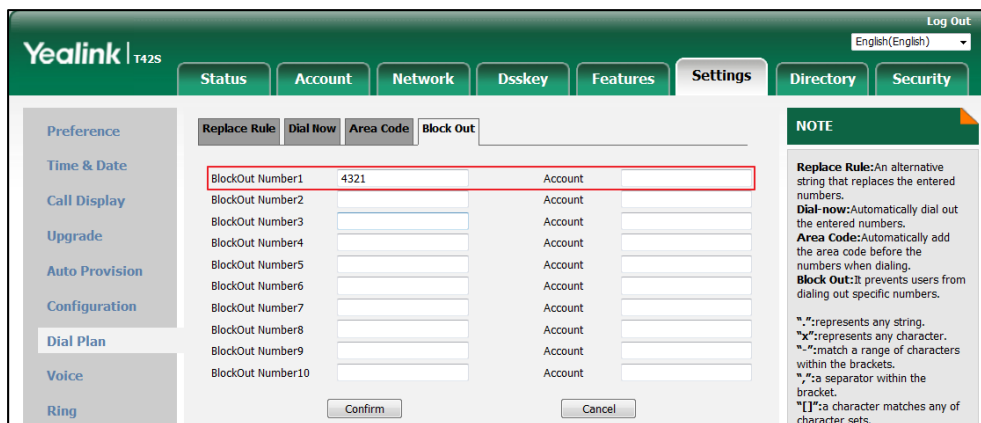 Log Out
Yealink | T42S
English(English)
Status Account Network Dsskey Features Settings Directory Security
Preference
Time & Date
Call Display
Upgrade
Auto Provision
Configuration
Dial Plan
Voice
Ring
Replace Rule Dial Now Area Code Block Out
BlockOut Number1 4321 Account
BlockOut Number2 Account
BlockOut Number3 Account
BlockOut Number4 Account
BlockOut Number5 Account
BlockOut Number6 Account
BlockOut Number7 Account
BlockOut Number8 Account
BlockOut Number9 Account
BlockOut Number10 Account
Confirm Cancel
NOTE
Replace Rule:An alternative
string that replaces the entered
numbers.
Dial-now:Automatically dial out
the entered numbers.
Area Code:Automatically add
the area code before the
numbers when dialing.
Block Out:It prevents users from
dialing out specific numbers.
".":represents any string.
"x":represents any character.
"-":match a range of characters
within the brackets.
",":a separator within the
bracket.
"[]":a character matches any of
character sets.